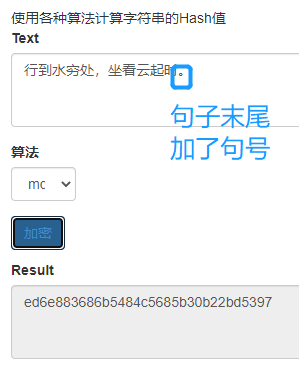 使用各种算法计算字符串的Hash值
Text
行到水穷处，坐看云起时。
句子末尾
加了句号
算法
mc
加密
Result
ed6e883686b5484c5685b30b22bd5397